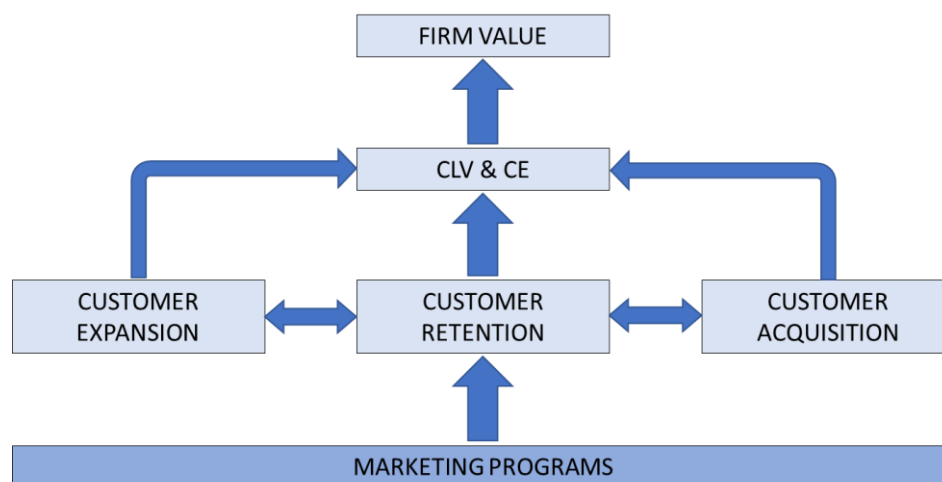 FIRM VALUE
CLV & CE
CUSTOMER
EXPANSION
CUSTOMER
RETENTION
CUSTOMER
ACQUISITION
MARKETING PROGRAMS